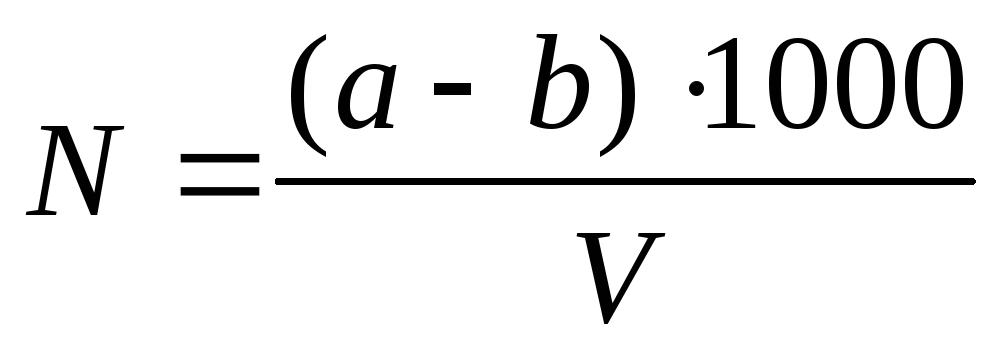 N = (a - b) ·1000
V